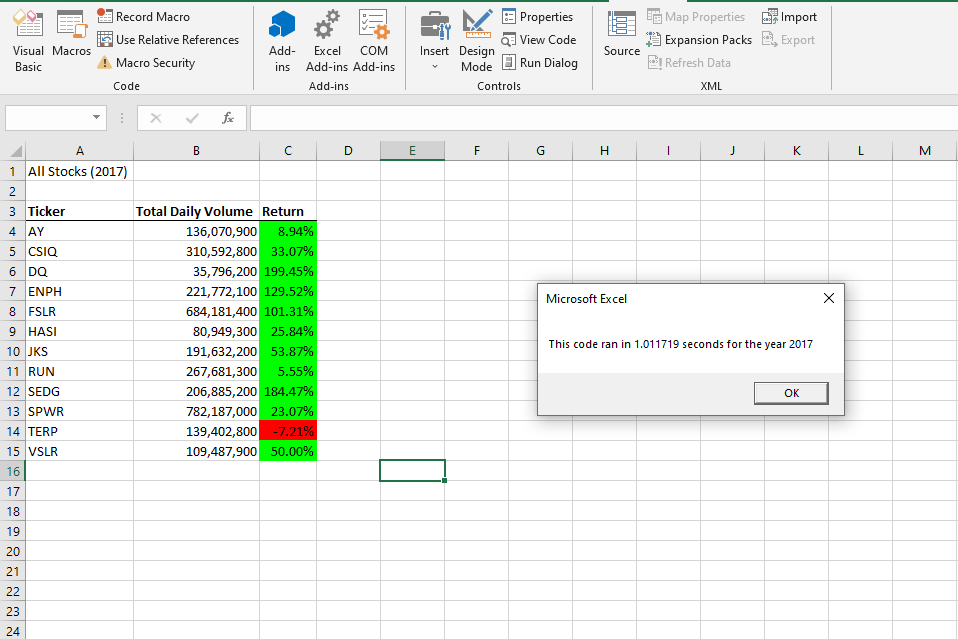 Visual Basic
Macros
Record Macro
Use Relative References
Macro Security
Code
Add-ins
Excel Add-ins
COM Add-ins
Add-ins
Insert
Design Mode
Properties
View Code
Run Dialog
Controls
Source
Map Properties
Expansion Packs
Refresh Data
Import
Export
XML
fx
A B C D E F G H I J K L M
1 All Stocks (2017)
2
3 Ticker Total Daily Volume Return
4 AY 136,070,900 8.94%
5 CSIQ 310,592,800 33.07%
6 DQ 35,796,200 199.45%
7 ENPH 221,772,100 129.52%
8 FSLR 684,181,400 101.31%
9 HASI 80,949,300 25.84%
10 JKS 191,632,200 53.87%
11 RUN 267,681,300 5.55%
12 SEDG 206,885,200 184.47%
13 SPWR 782,187,000 23.07%
14 TERP 139,402,800 -7.21%
15 VSLR 109,487,900 50.00%
16
17
18
19
20
21
22
23
24
Microsoft Excel
This code ran in 1.011719 seconds for the year 2017
OK